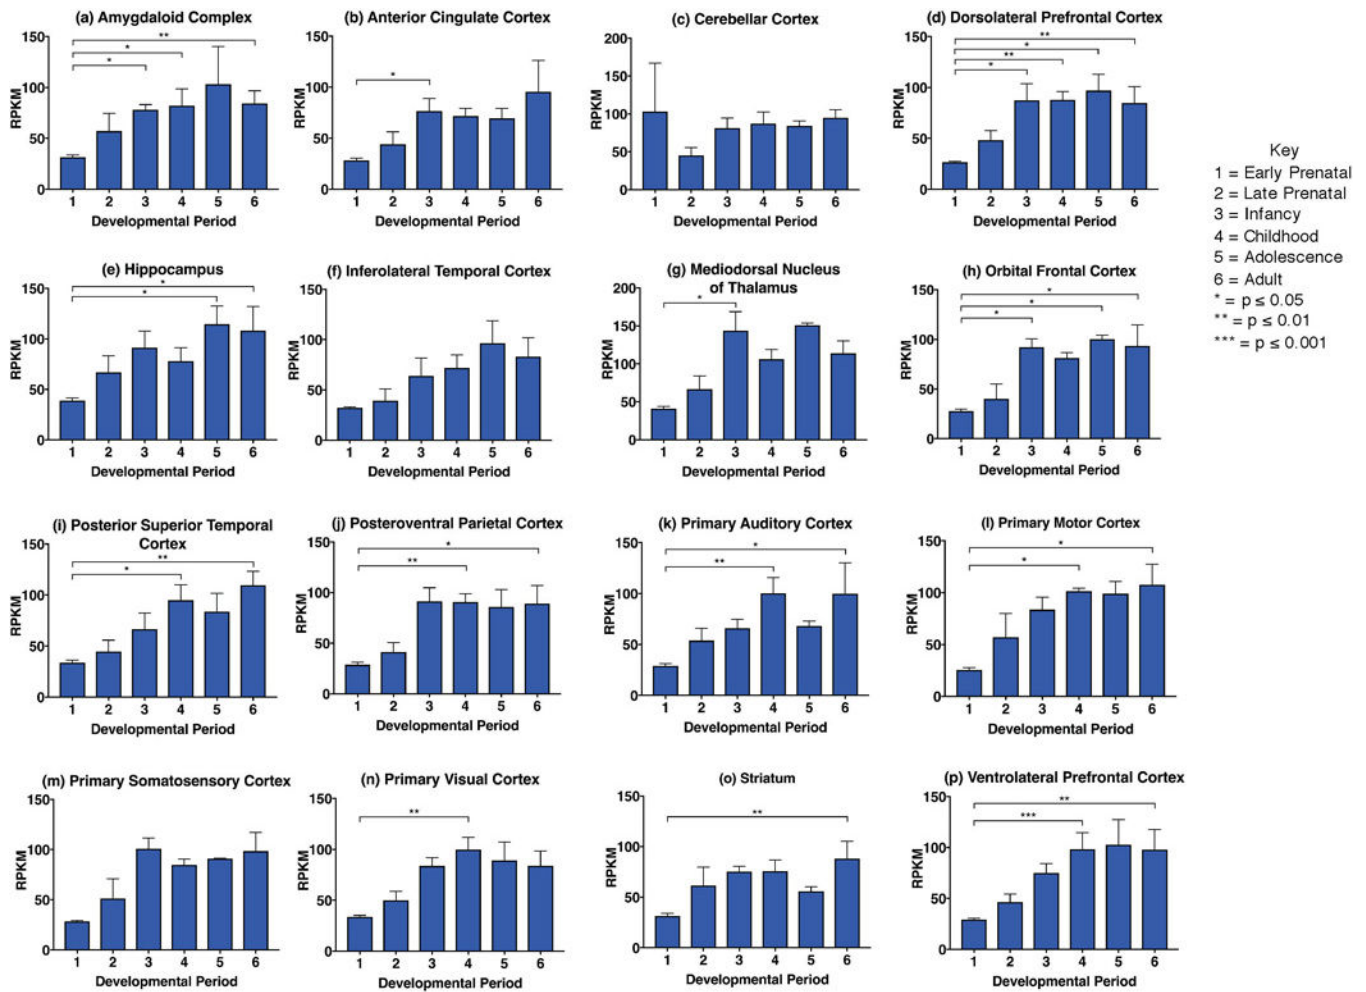 (a) Amygdaloid Complex
**
*
*
150
100
50
0
RPKM
1 2 3 4 5 6
Developmental Period
(b) Anterior Cingulate Cortex
*
150
100
50
0
RPKM
1 2 3 4 5 6
Developmental Period
(c) Cerebellar Cortex
200
150
100
50
0
RPKM
1 2 3 4 5 6
Developmental Period
(d) Dorsolateral Prefrontal Cortex
**
*
**
*
150
100
50
0
RPKM
1 2 3 4 5 6
Developmental Period
Key
1 = Early Prenatal
2 = Late Prenatal
3 = Infancy
4 = Childhood
5 = Adolescence
6 = Adult
* = p ≤ 0.05
** = p ≤ 0.01
*** = p ≤ 0.001
(e) Hippocampus
*
*
150
100
50
0
RPKM
1 2 3 4 5 6
Developmental Period
(f) Inferolateral Temporal Cortex
150
100
50
0
RPKM
1 2 3 4 5 6
Developmental Period
(g) Mediodorsal Nucleus
of Thalamus
*
200
150
100
50
0
RPKM
1 2 3 4 5 6
Developmental Period
(h) Orbital Frontal Cortex
*
*
*
150
100
50
0
RPKM
1 2 3 4 5 6
Developmental Period
(i) Posterior Superior Temporal
Cortex
**
*
150
100
50
0
RPKM
1 2 3 4 5 6
Developmental Period
(j) Posteroventral Parietal Cortex
*
**
150
100
50
0
RPKM
1 2 3 4 5 6
Developmental Period
(k) Primary Auditory Cortex
*
**
150
100
50
0
RPKM
1 2 3 4 5 6
Developmental Period
(l) Primary Motor Cortex
*
*
150
100
50
0
RPKM
1 2 3 4 5 6
Developmental Period
(m) Primary Somatosensory Cortex
150
100
50
0
RPKM
1 2 3 4 5 6
Developmental Period
(n) Primary Visual Cortex
**
150
100
50
0
RPKM
1 2 3 4 5 6
Developmental Period
(o) Striatum
**
150
100
50
0
RPKM
1 2 3 4 5 6
Developmental Period
(p) Ventrolateral Prefrontal Cortex
**
***
150
100
50
0
RPKM
1 2 3 4 5 6
Developmental Period